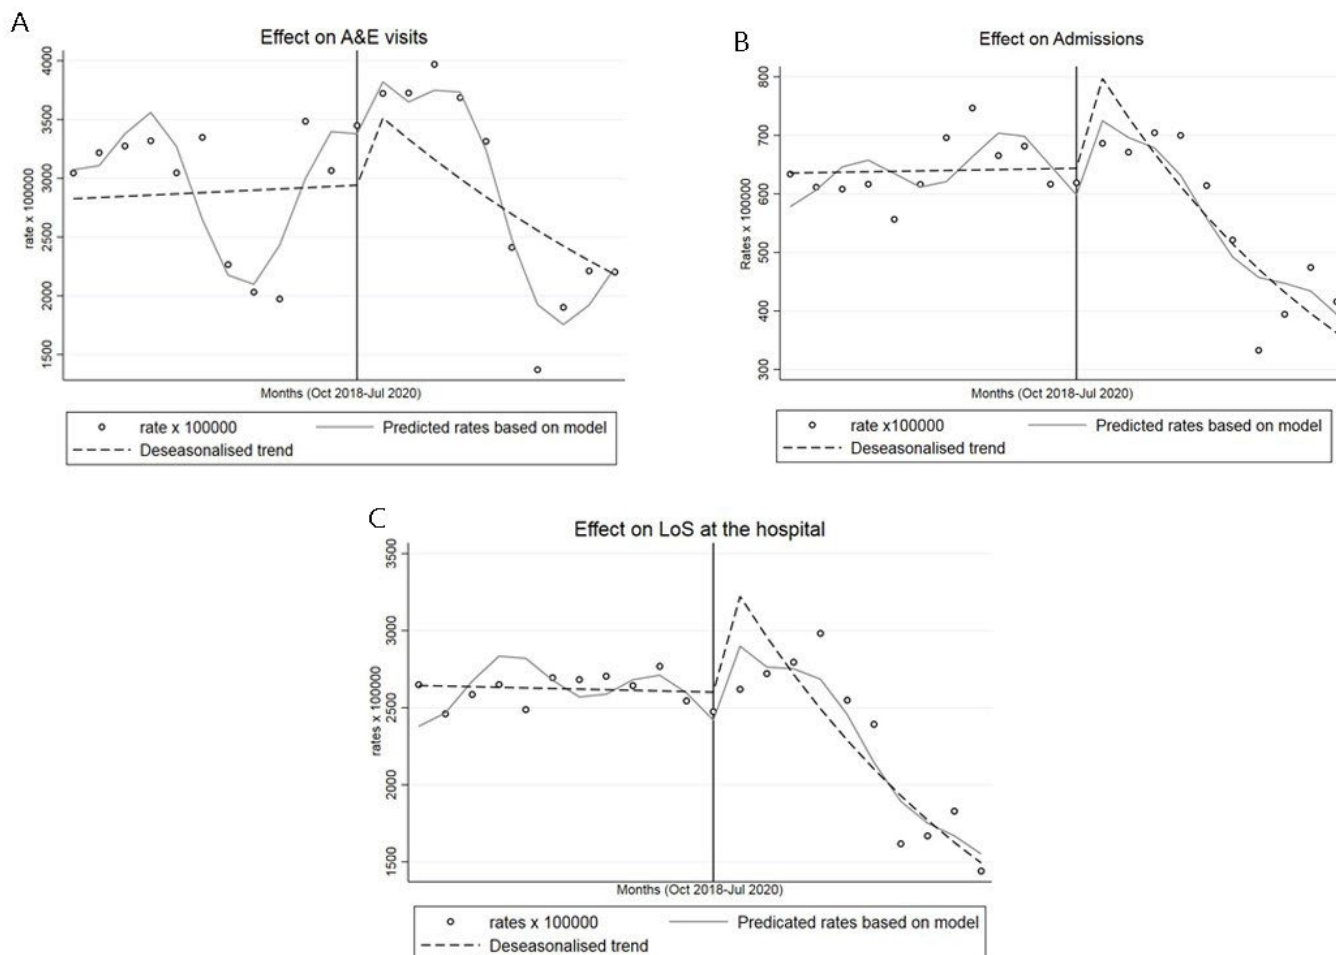 A
Effect on A&E visits
4000
3500
3000
2500
2000
1500
rate x 100000
Months (Oct 2018-Jul 2020)
rate x 100000
Predicted rates based on model
Deseasonalised trend
B
Effect on Admissions
800
700
600
500
400
300
Rates x 100000
Months (Oct 2018-Jul 2020)
rate x100000
Predicted rates based on model
Deseasonalised trend
C
Effect on LoS at the hospital
3500
3000
2500
2000
1500
rates x 100000
Months (Oct 2018-Jul 2020)
rates x 100000
Predicated rates based on model
Deseasonalised trend